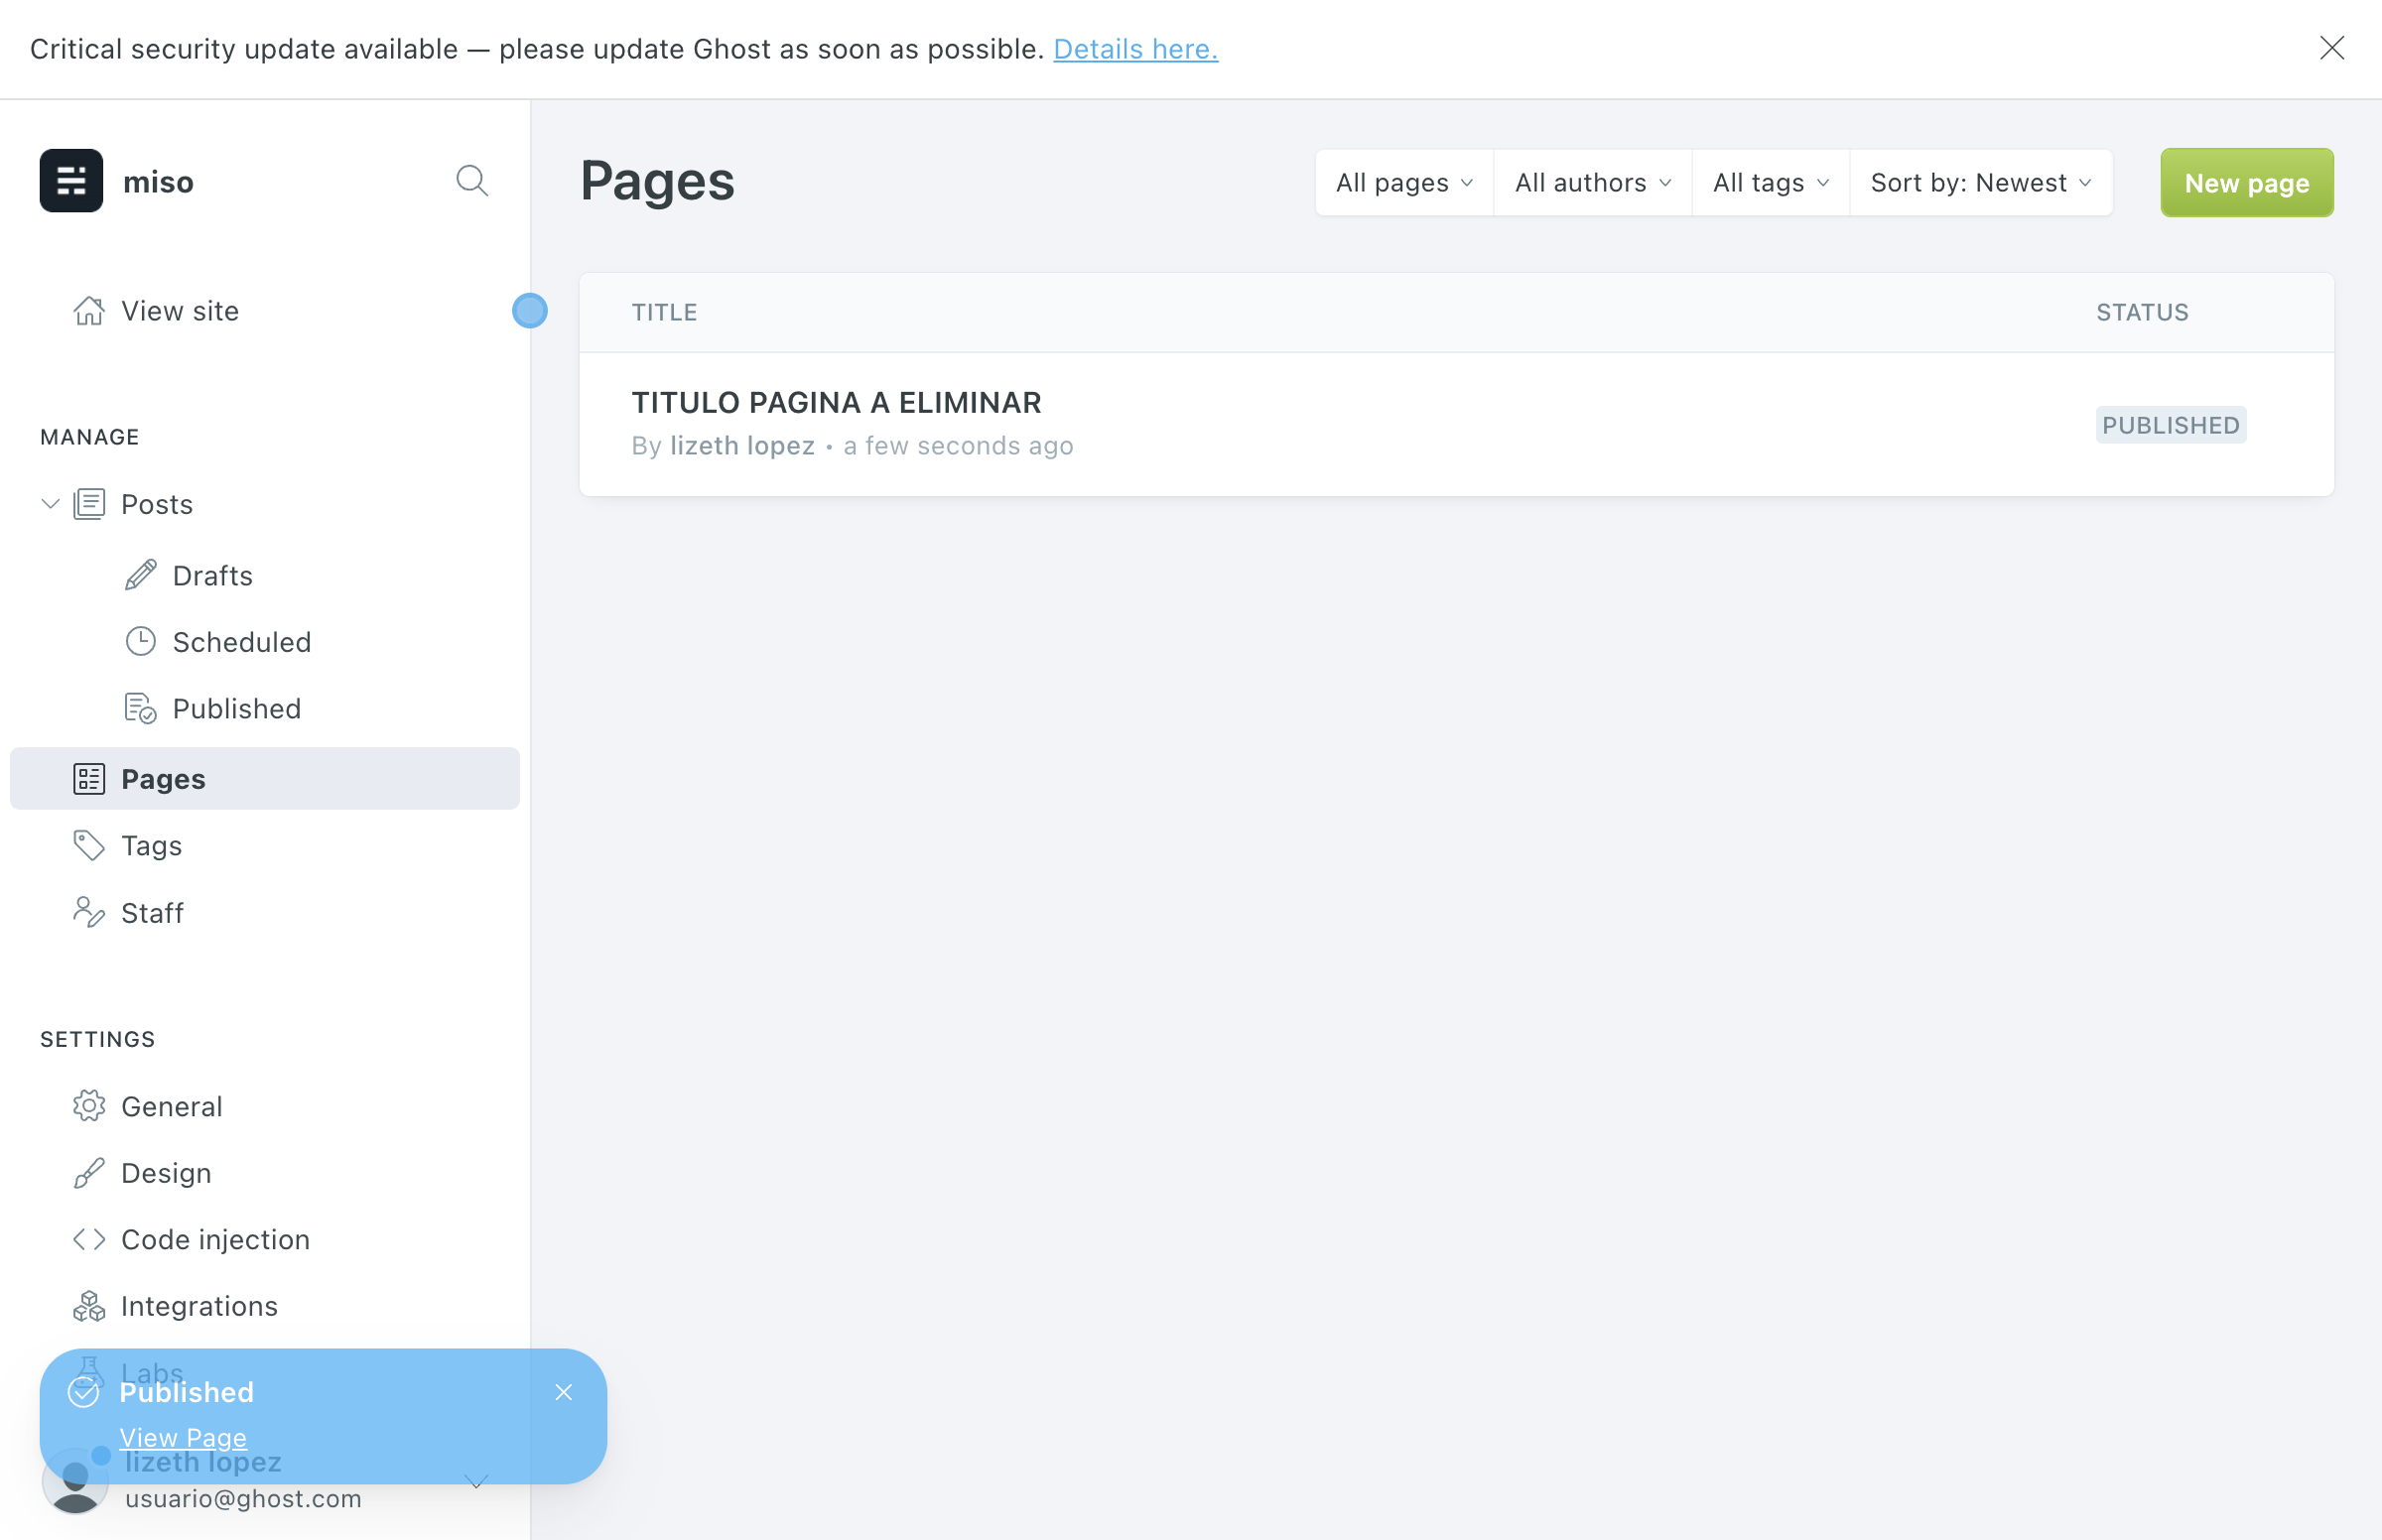 Critical security update available — please update Ghost as soon as possible. Details here.
miso
View site
MANAGE
Posts
Drafts
Scheduled
Published
Pages
Tags
Staff
SETTINGS
General
Design
Code injection
Integrations
Labs
Published
View Page
lizeth lopez
usuario@ghost.com
Pages
All pages
All authors
All tags
Sort by: Newest
New page
TITLE
STATUS
TITULO PAGINA A ELIMINAR
By lizeth lopez • a few seconds ago
PUBLISHED